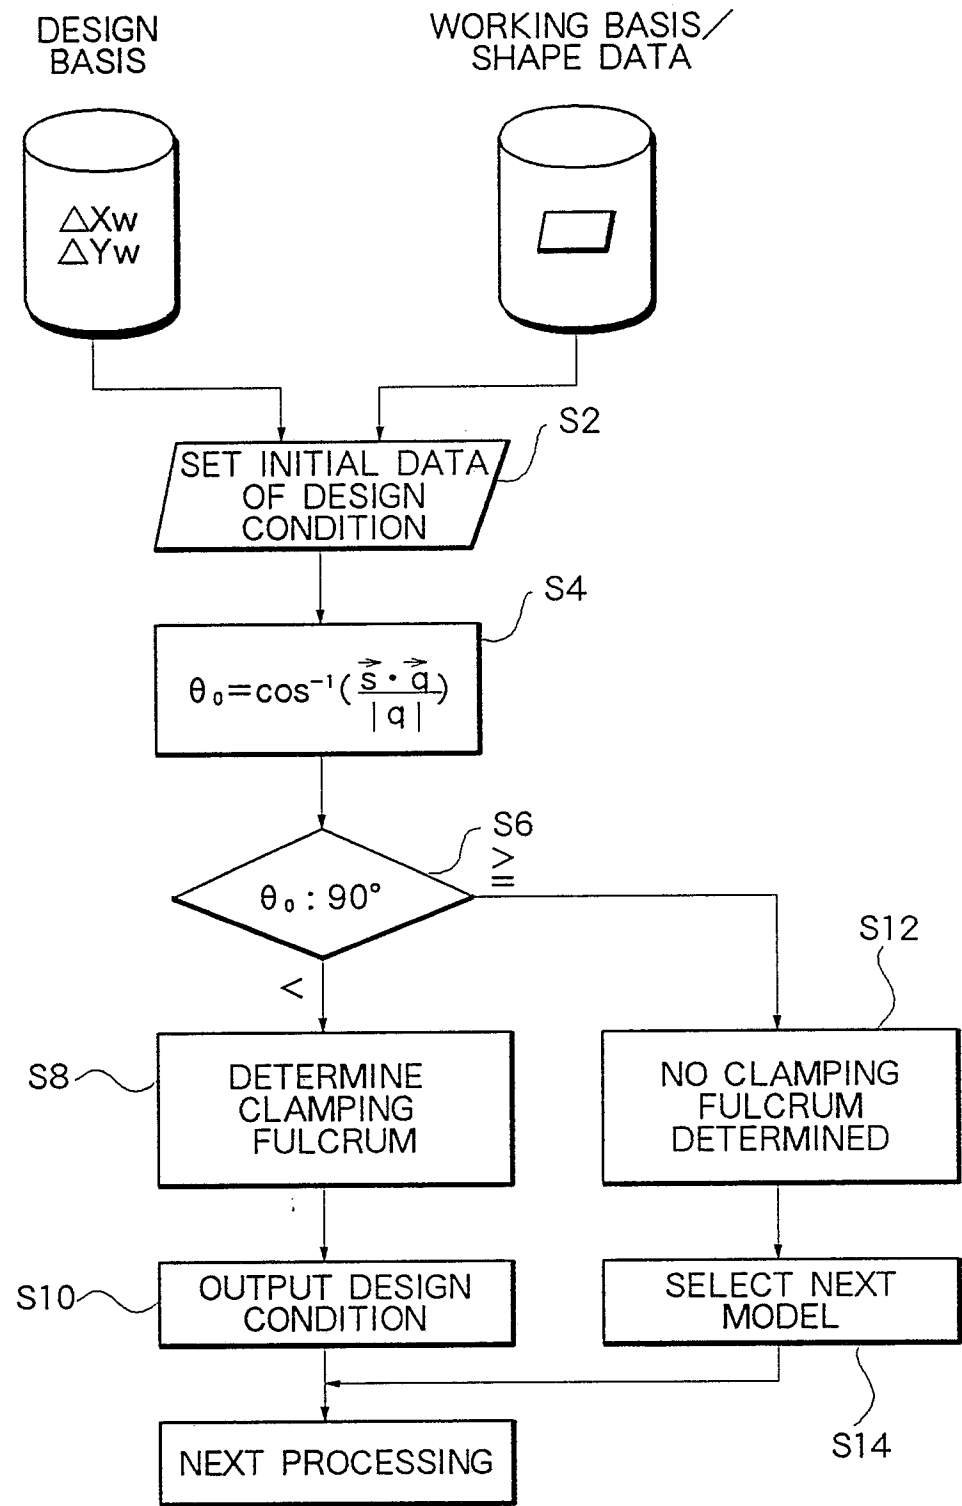 DESIGN
BASIS
WORKING BASIS/
SHAPE DATA
△Xw
△Yw
S2
SET INITIAL DATA
OF DESIGN
CONDITION
S4
θ₀=cos⁻¹(s⃗・q⃗/|q|)
S6
θ₀:90°
≧
<
S12
S8
DETERMINE
CLAMPING
FULCRUM
NO CLAMPING
FULCRUM
DETERMINED
S10
OUTPUT DESIGN
CONDITION
SELECT NEXT
MODEL
S14
NEXT PROCESSING